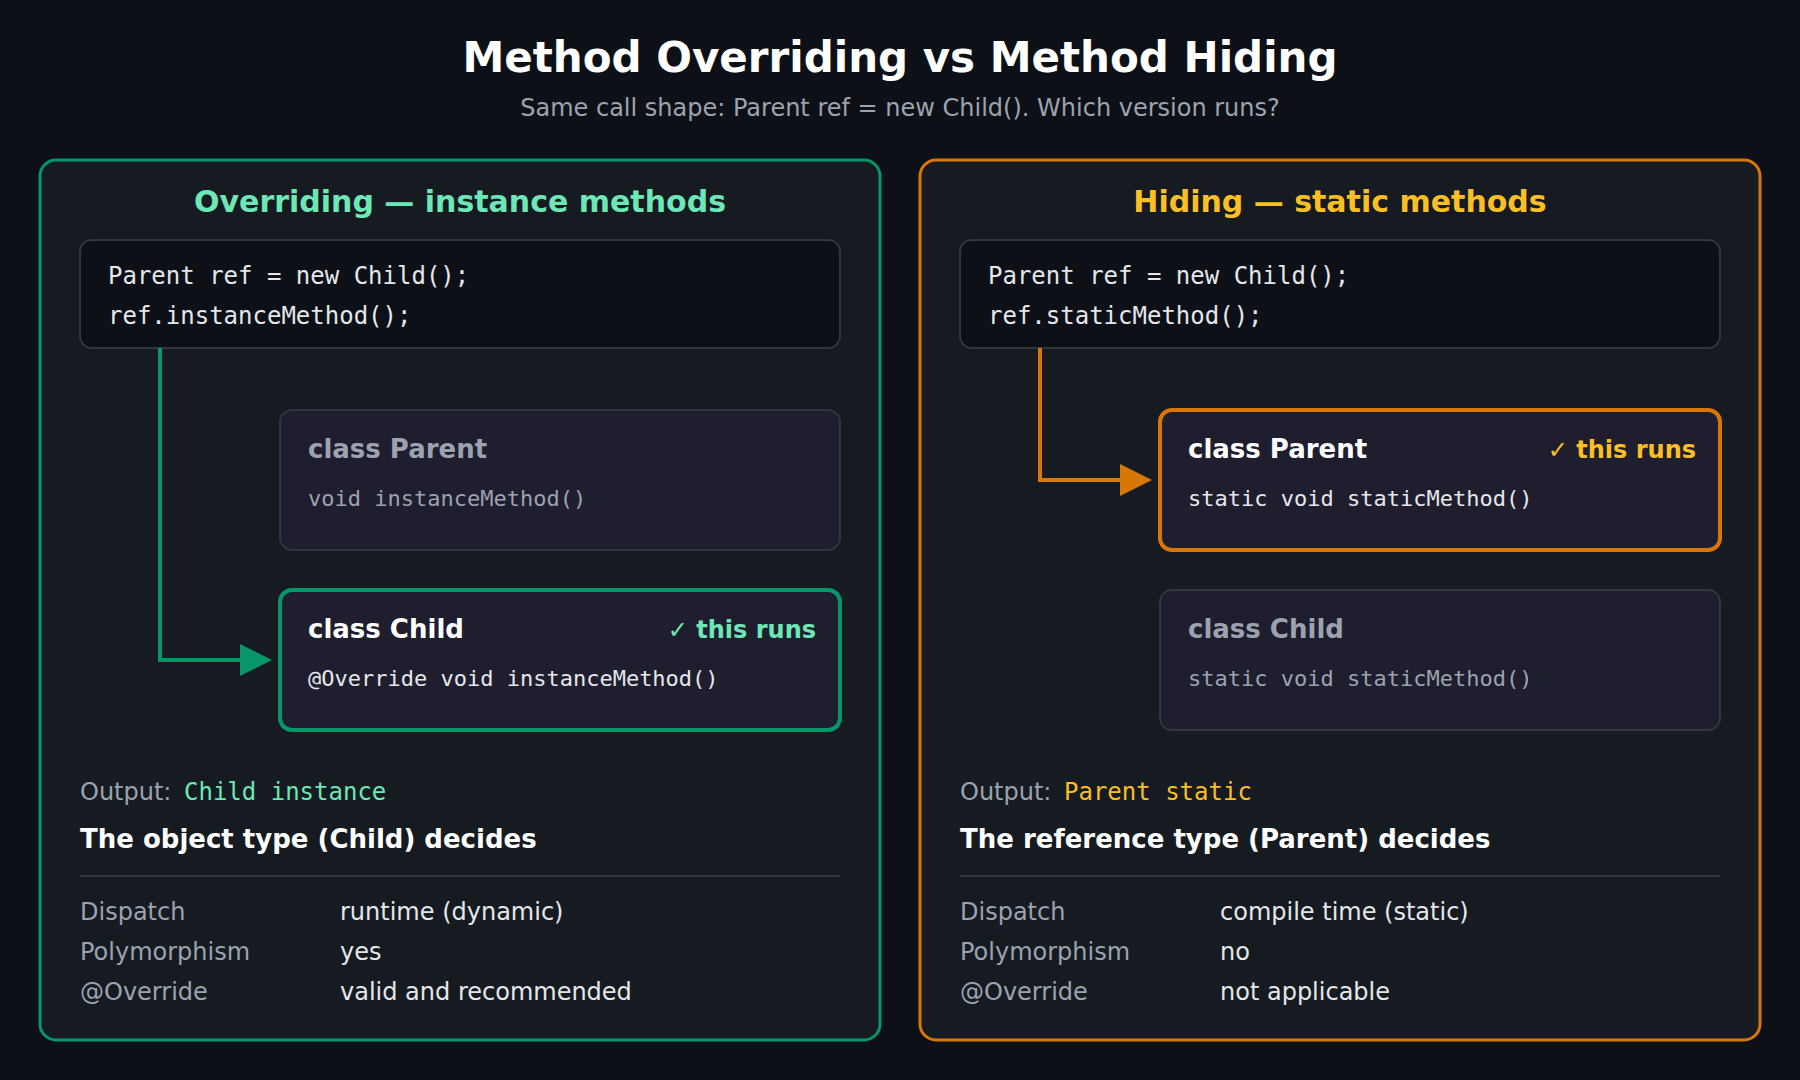 Method Overriding vs Method Hiding
Same call shape: Parent ref = new Child(). Which version runs?
Overriding — instance methods
Parent ref = new Child();
ref.instanceMethod();
class Parent
void instanceMethod()
class Child ✓ this runs
@Override void instanceMethod()
Output: Child instance
The object type (Child) decides
Dispatch runtime (dynamic)
Polymorphism yes
@Override valid and recommended
Hiding — static methods
Parent ref = new Child();
ref.staticMethod();
class Parent ✓ this runs
static void staticMethod()
class Child
static void staticMethod()
Output: Parent static
The reference type (Parent) decides
Dispatch compile time (static)
Polymorphism no
@Override not applicable